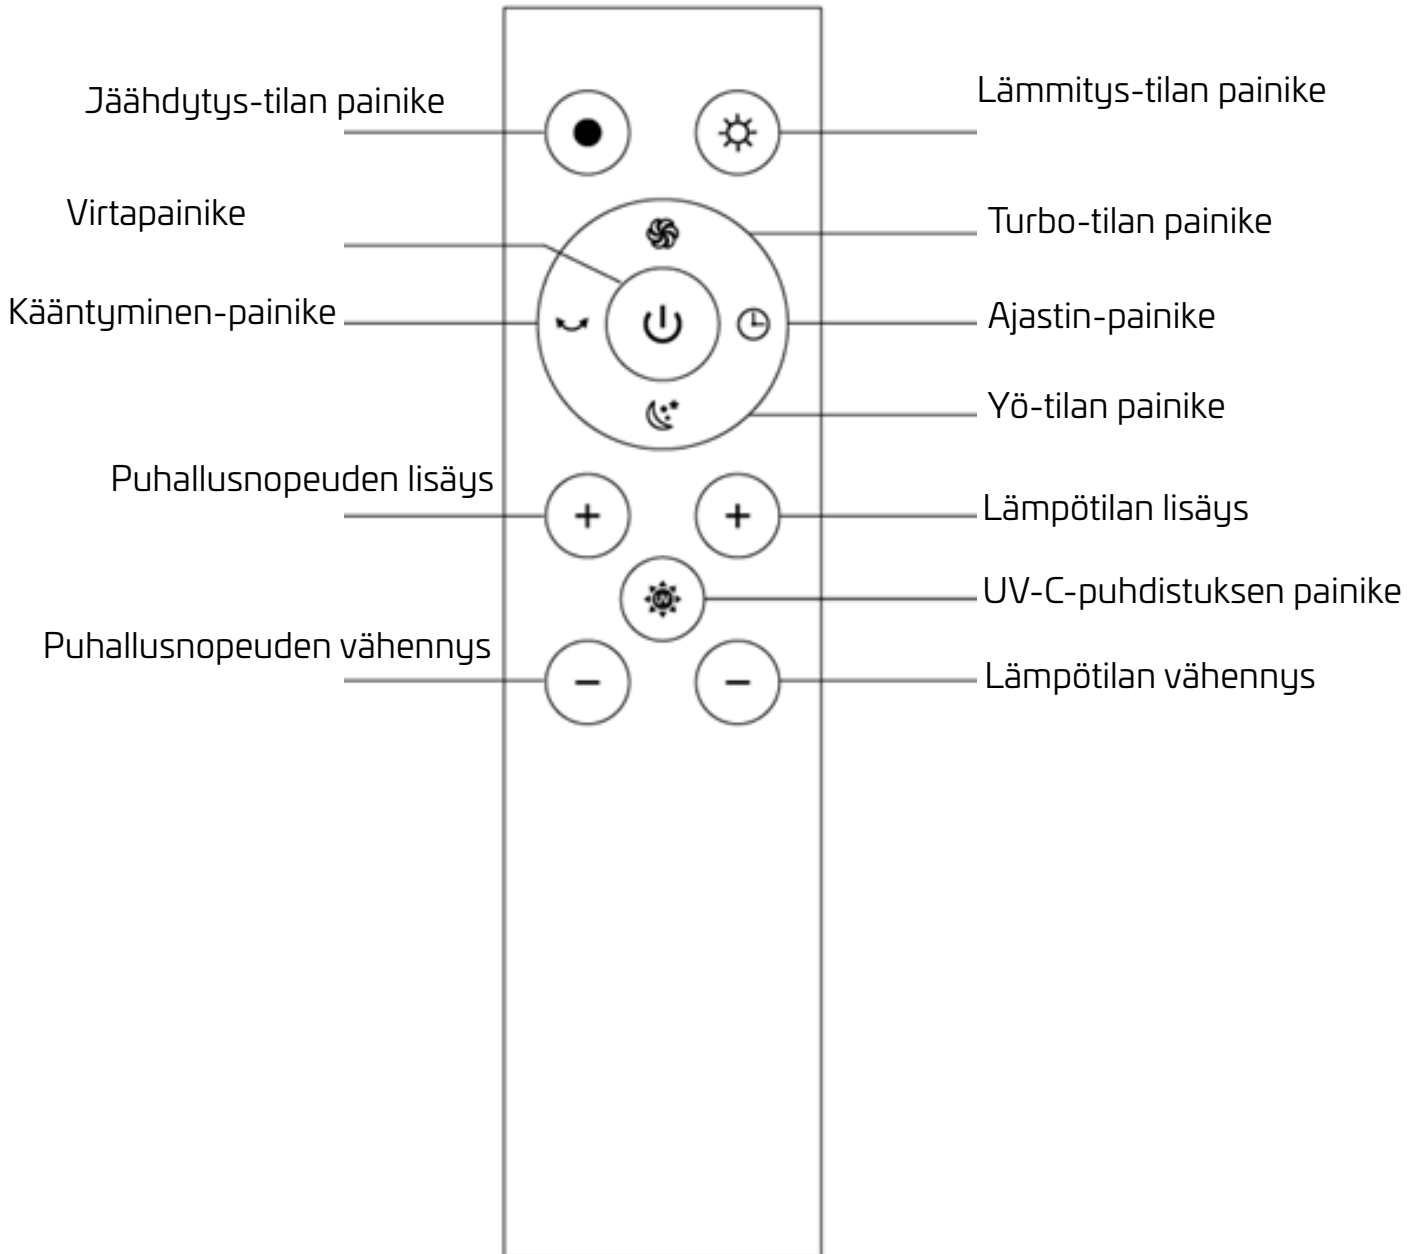 Jäähdytys-tilan painike
Lämmitys-tilan painike
Virtapainike
Turbo-tilan painike
Kääntyminen-painike
Ajastin-painike
Yö-tilan painike
Puhallusnopeuden lisäys
Lämpötilan lisäys
UV
UV-C-puhdistuksen painike
Puhallusnopeuden vähennys
Lämpötilan vähennys